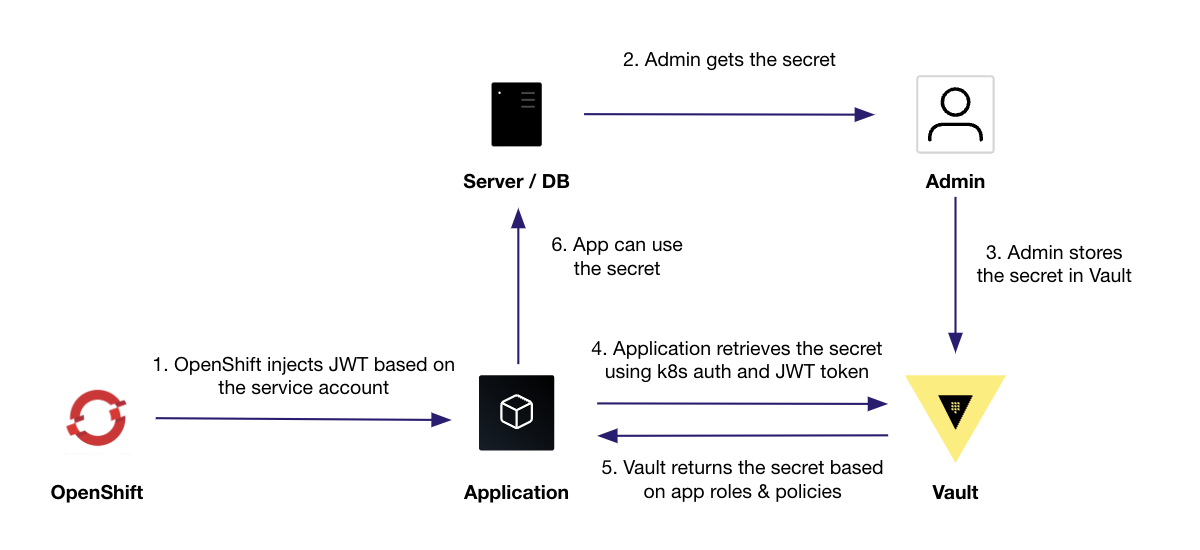 2. Admin gets the secret
Server / DB
Admin
6. App can use
the secret
3. Admin stores
the secret in Vault
1. OpenShift injects JWT based on
the service account
4. Application retrieves the secret
using k8s auth and JWT token
5. Vault returns the secret based
on app roles & policies
OpenShift
Application
Vault